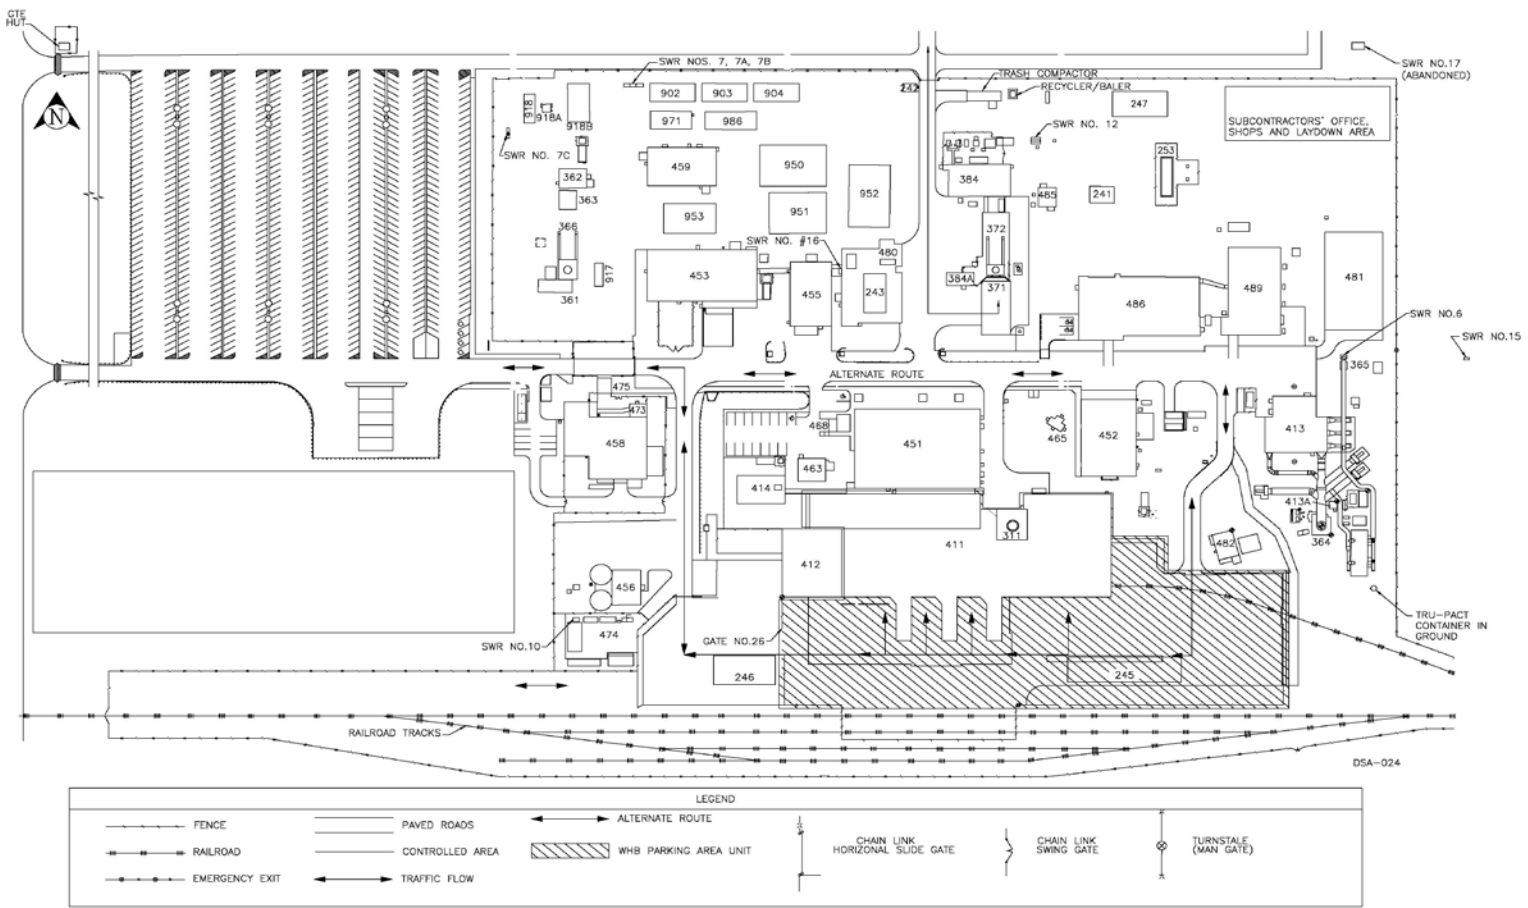 GTE
HUT
N
SWR NOS. 7, 7A, 7B
SWR NO.17
(ABANDONED)
TRASH COMPACTOR
RECYCLER/BALER
242
902
903
904
918
918A
918B
971
986
247
SUBCONTRACTORS' OFFICE,
SHOPS AND LAYDOWN AREA
SWR NO. 12
SWR NO. 7C
459
950
253
362
384
363
952
485
241
953
951
366
372
SWR NO. #16
480
453
917
384A
481
361
455
243
371
486
489
SWR NO.6
SWR NO.15
365
ALTERNATE ROUTE
475
473
458
468
451
465
452
413
463
414
413A
311
411
482
364
412
456
TRU-PACT
CONTAINER IN
GROUND
474
SWR NO.10
GATE NO.26
246
245
RAILROAD TRACKS
DSA-024
LEGEND
FENCE
PAVED ROADS
ALTERNATE ROUTE
RAILROAD
CONTROLLED AREA
WHB PARKING AREA UNIT
CHAIN LINK
HORIZONAL SLIDE GATE
CHAIN LINK
SWING GATE
TURNSTALE
(MAN GATE)
EMERGENCY EXIT
TRAFFIC FLOW